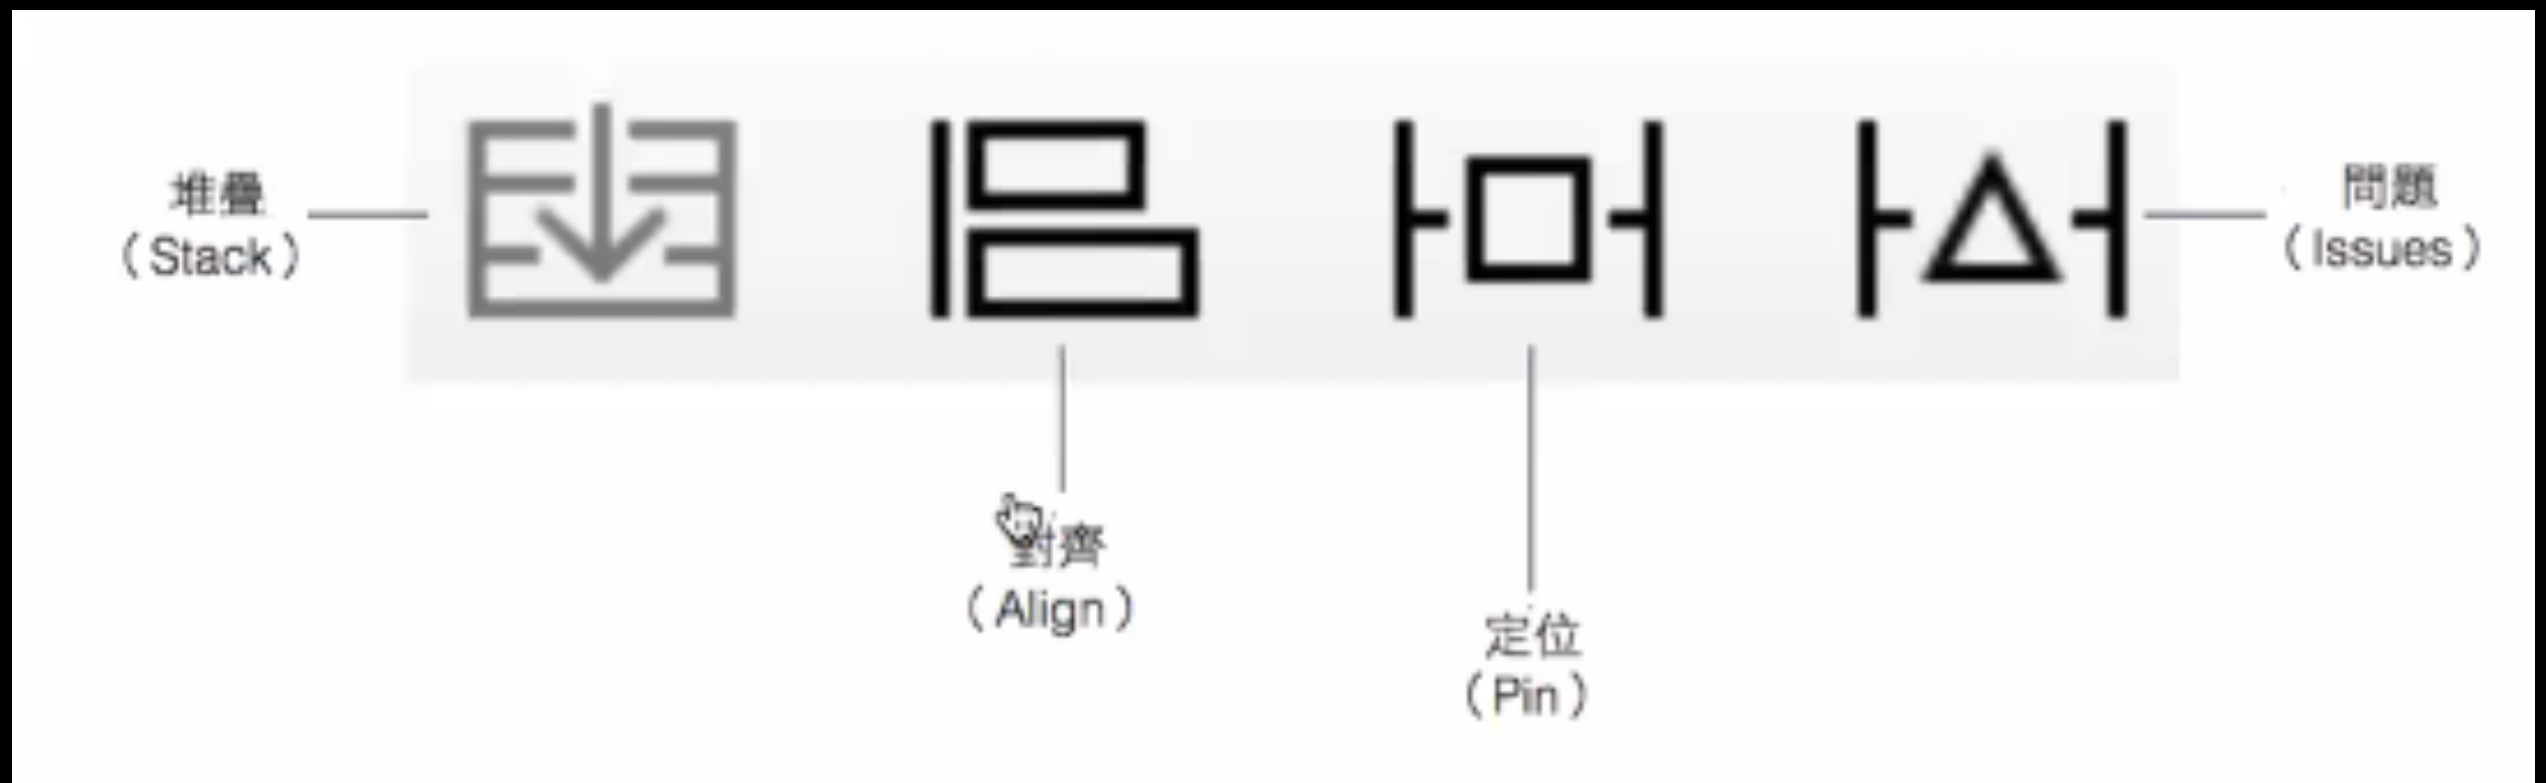 堆疊
(Stack)
對齊
(Align)
定位
(Pin)
問題
(Issues)